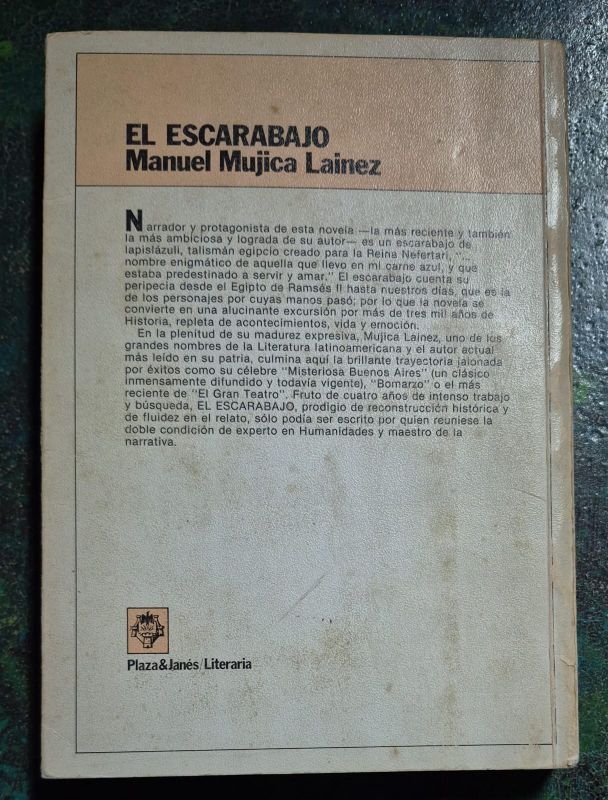 EL ESCARABAJO
Manuel Mujica Lainez
Narrador y protagonista de esta novela —la más reciente y también
la más ambiciosa y lograda de su autor— es un escarabajo de
lapislázuli, talismán egipcio creado para la Reina Nefertari, "...
nombre enigmático de aquella que llevo en mi carne azul, y que
estaba predestinado a servir y amar." El escarabajo cuenta su
peripecia desde el Egipto de Ramsés II hasta nuestros días, que es la
de los personajes por cuyas manos pasó; por lo que la novela se
convierte en una alucinante excursión por más de tres mil años de
Historia, repleta de acontecimientos, vida y emoción.
En la plenitud de su madurez expresiva, Mujica Lainez, uno de los
grandes nombres de la Literatura latinoamericana y el autor actual
más leído en su patria, culmina aquí la brillante trayectoria jalonada
por éxitos como su célebre "Misteriosa Buenos Aires" (un clásico
inmensamente difundido y todavía vigente), "Bomarzo" o el más
reciente de "El Gran Teatro". Fruto de cuatro años de intenso trabajo
y búsqueda, EL ESCARABAJO, prodigio de reconstrucción histórica y
de fluidez en el relato, sólo podía ser escrito por quien reuniese la
doble condición de experto en Humanidades y maestro de la
narrativa.
Plaza&Janés/Literaria